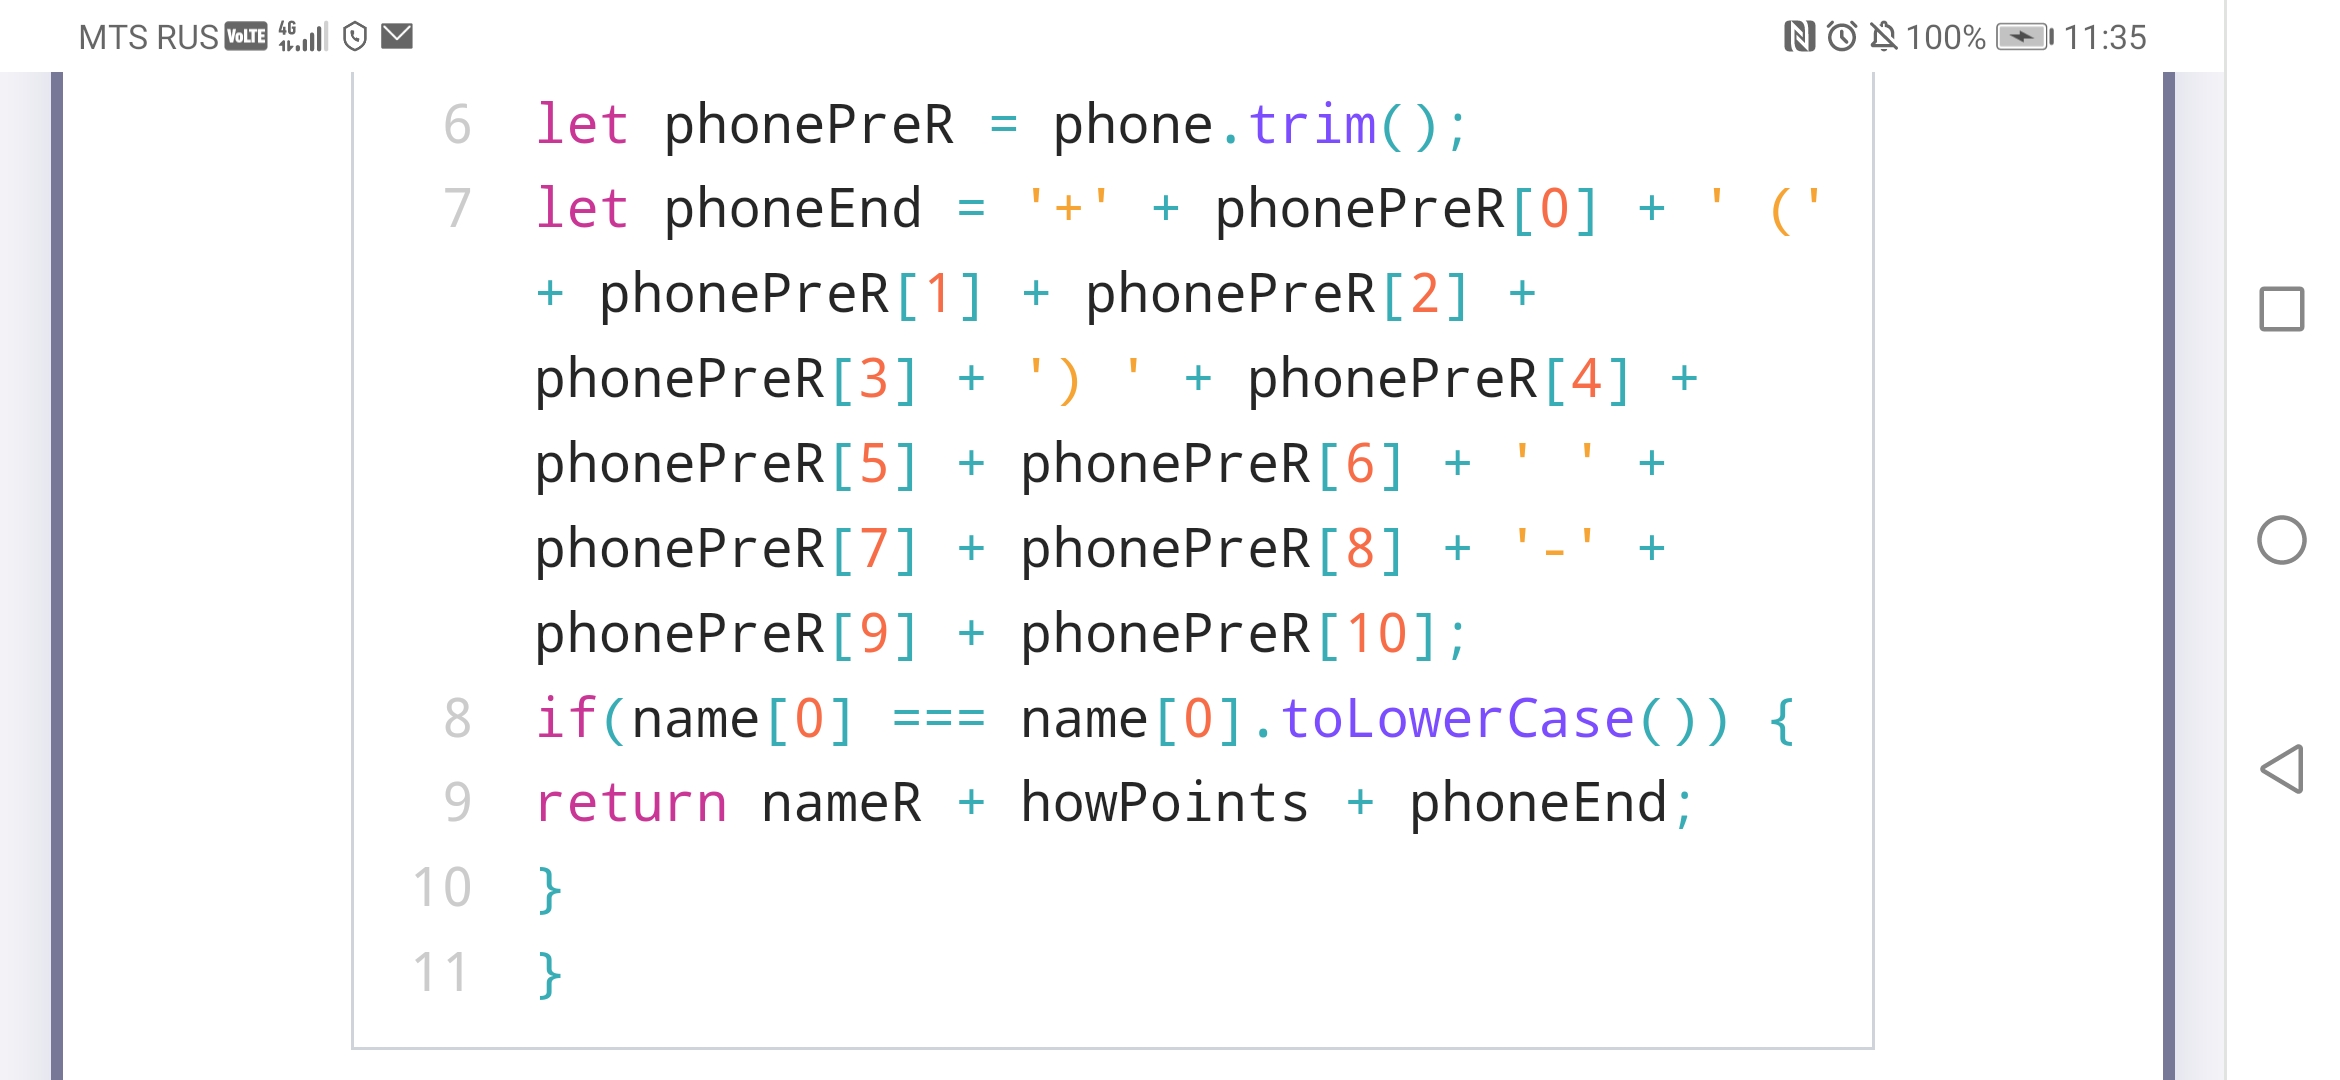 MTS RUS VoLTE 4G 100% 11:35
6 let phonePreR = phone.trim();
7 let phoneEnd = '+' + phonePreR[0] + ' ('
+ phonePreR[1] + phonePreR[2] +
phonePreR[3] + ') ' + phonePreR[4] +
phonePreR[5] + phonePreR[6] + ' ' +
phonePreR[7] + phonePreR[8] + '-' +
phonePreR[9] + phonePreR[10];
8 if(name[0] === name[0].toLowerCase()) {
9 return nameR + howPoints + phoneEnd;
10 }
11 }